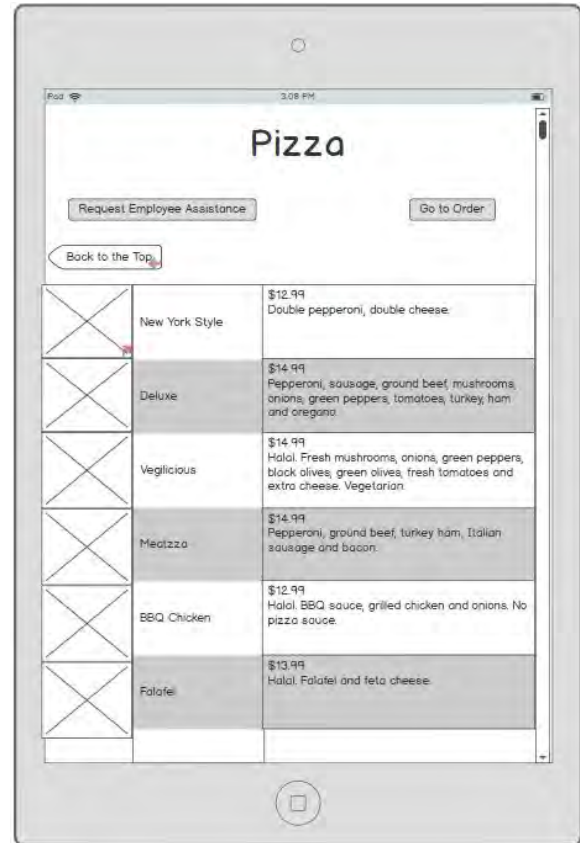 iPad 3:08 PM
Pizza
Request Employee Assistance Go to Order
Back to the Top
$12.99
Double pepperoni, double cheese.
New York Style
$14.99
Pepperoni, sausage, ground beef, mushrooms,
Deluxe
onions, green peppers, tomatoes, turkey, ham
and oregano.
$14.99
Halal. Fresh mushrooms, onions, green peppers,
Vegilicious
black olives, green olives, fresh tomatoes and
extra cheese. Vegetarian.
$14.99
Pepperoni, ground beef, turkey ham, Italian
Meatzza
sausage and bacon.
$12.99
Halal. BBQ sauce, grilled chicken and onions. No
BBQ Chicken
pizza sauce.
$13.99
Halal. Falafel and feta cheese.
Falafel